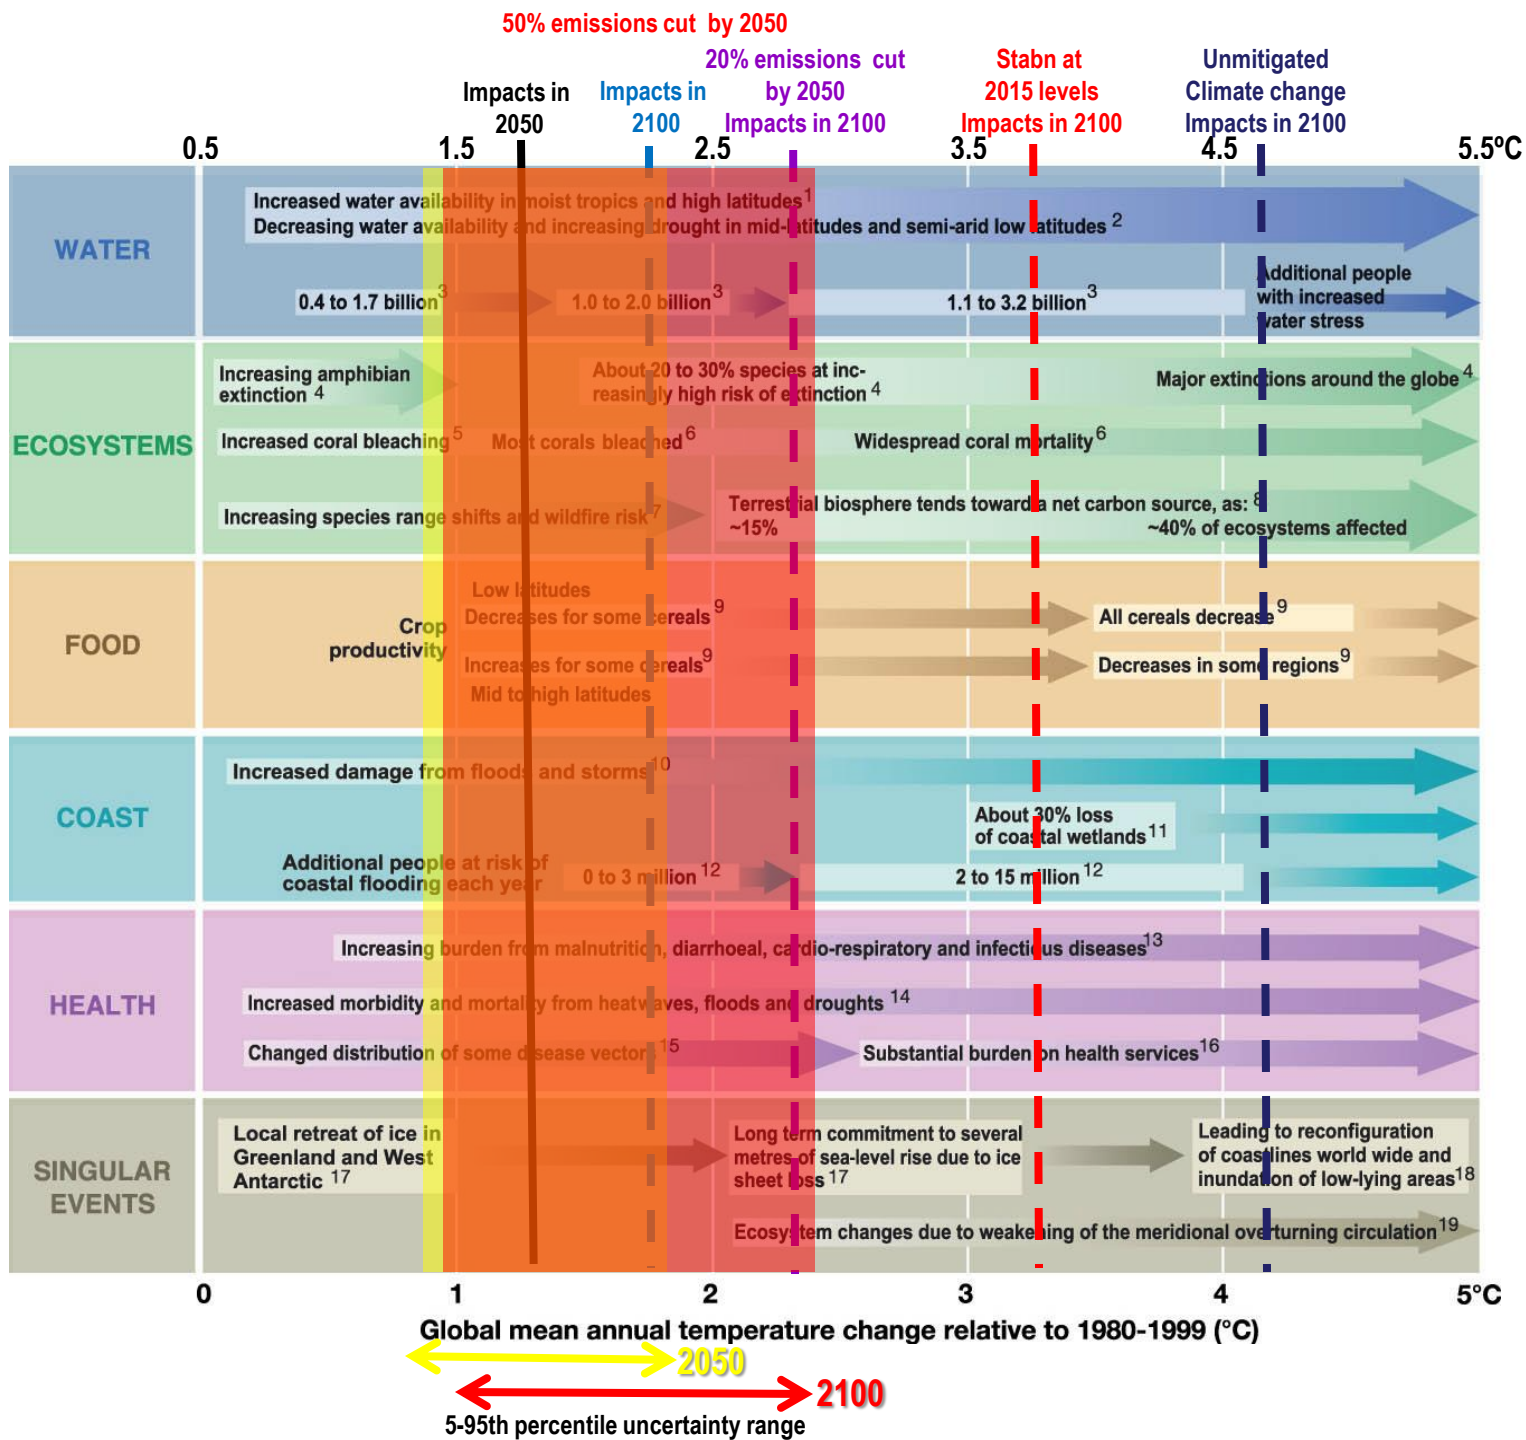 50% emissions cut by 2050
20% emissions cut
by 2050
Impacts in 2100
Stabn at
2015 levels
Impacts in 2100
Unmitigated
Climate change
Impacts in 2100
Impacts in
2050
Impacts in
2100
0.5
1.5
2.5
3.5
4.5
5.5ºC
WATER
Increased water availability in moist tropics and high latitudes 1
Decreasing water availability and increasing drought in mid-latitudes and semi-arid low latitudes 2
0.4 to 1.7 billion 3
1.0 to 2.0 billion 3
1.1 to 3.2 billion 3
Additional people
with increased
water stress
ECOSYSTEMS
Increasing amphibian
extinction 4
About 20 to 30% species at inc-
reasingly high risk of extinction 4
Major extinctions around the globe 4
Increased coral bleaching 5
Most corals bleached 6
Widespread coral mortality 6
Increasing species range shifts and wildfire risk 7
Terrestrial biosphere tends toward a net carbon source, as: 8
~15%
~40% of ecosystems affected
FOOD
Crop
productivity
Low latitudes
Decreases for some cereals 9
All cereals decrease 9
Increases for some cereals 9
Decreases in some regions 9
Mid to high latitudes
COAST
Increased damage from floods and storms 10
About 30% loss
of coastal wetlands 11
Additional people at risk of
coastal flooding each year
0 to 3 million 12
2 to 15 million 12
HEALTH
Increasing burden from malnutrition, diarrhoeal, cardio-respiratory and infectious diseases 13
Increased morbidity and mortality from heatwaves, floods and droughts 14
Changed distribution of some disease vectors 15
Substantial burden on health services 16
SINGULAR
EVENTS
Local retreat of ice in
Greenland and West
Antarctic 17
Long term commitment to several
metres of sea-level rise due to ice
sheet loss 17
Leading to reconfiguration
of coastlines world wide and
inundation of low-lying areas 18
Ecosystem changes due to weakening of the meridional overturning circulation 19
0
1
2
3
4
5°C
Global mean annual temperature change relative to 1980-1999 (°C)
2050
2100
5-95th percentile uncertainty range